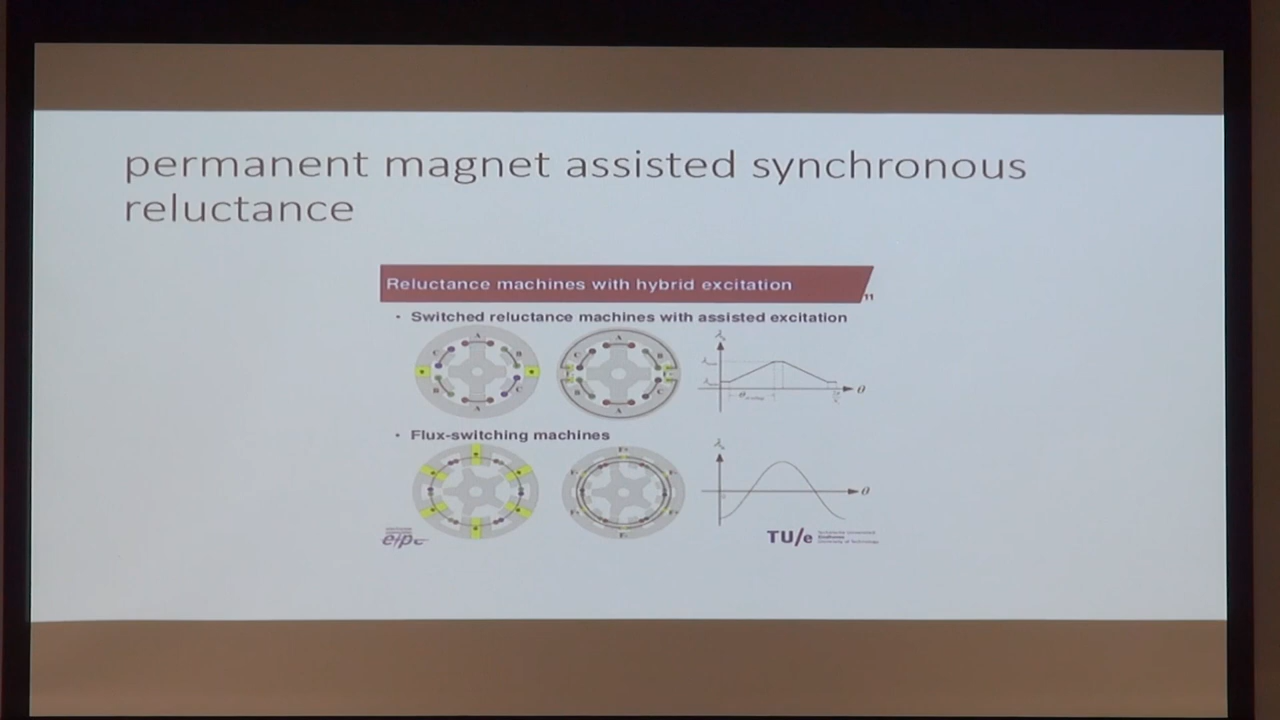 permanent magnet assisted synchronous
reluctance
Reluctance machines with hybrid excitation
11
• Switched reluctance machines with assisted excitation
A
C
B
B
C
A
A
C
B
B
C
A
θ
• Flux-switching machines
θ
TU/e